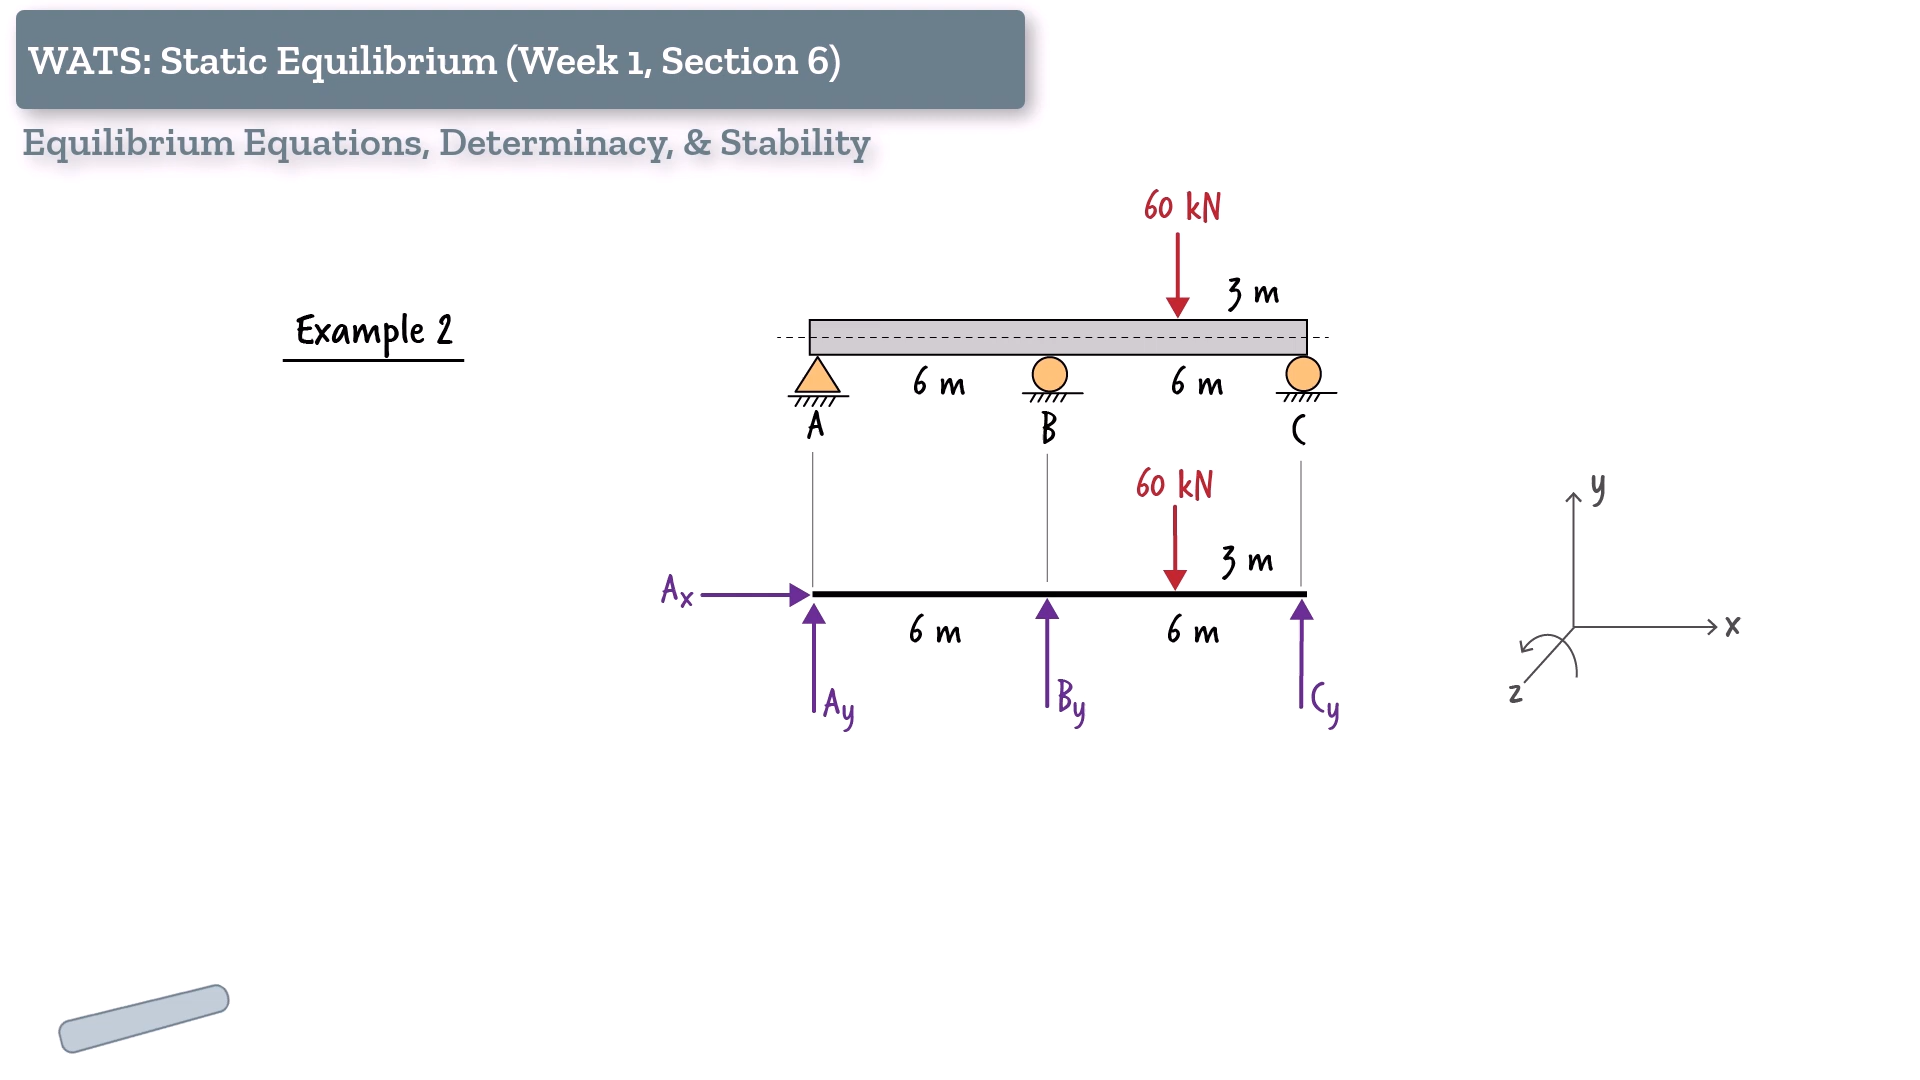 WATS: Static Equilibrium (Week 1, Section 6)
Equilibrium Equations, Determinacy, & Stability
Example 2
60 kN
3 m
6 m
6 m
A
B
C
60 kN
3 m
Ax
6 m
6 m
Ay
By
Cy
y
x
z